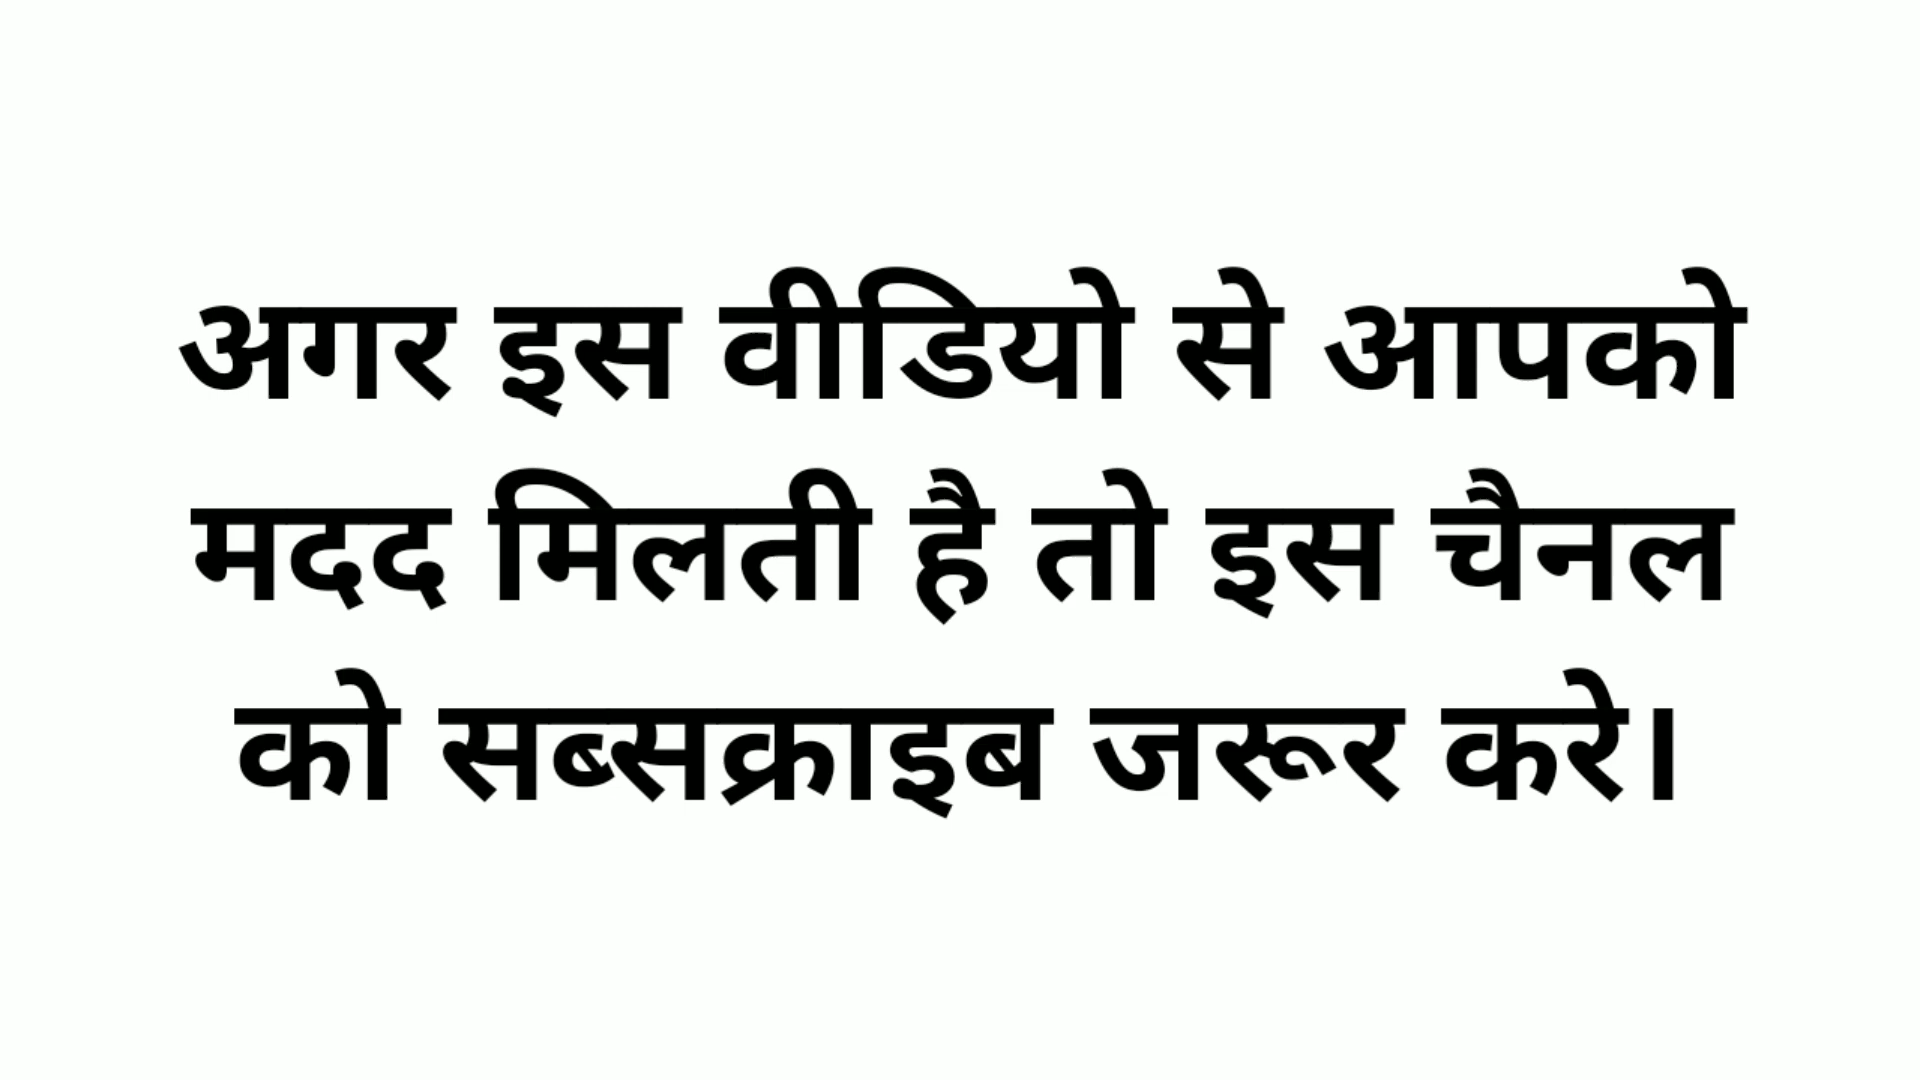 अगर इस वीडियो से आपको
मदद मिलती है तो इस चैनल
को सब्सक्राइब जरूर करे।